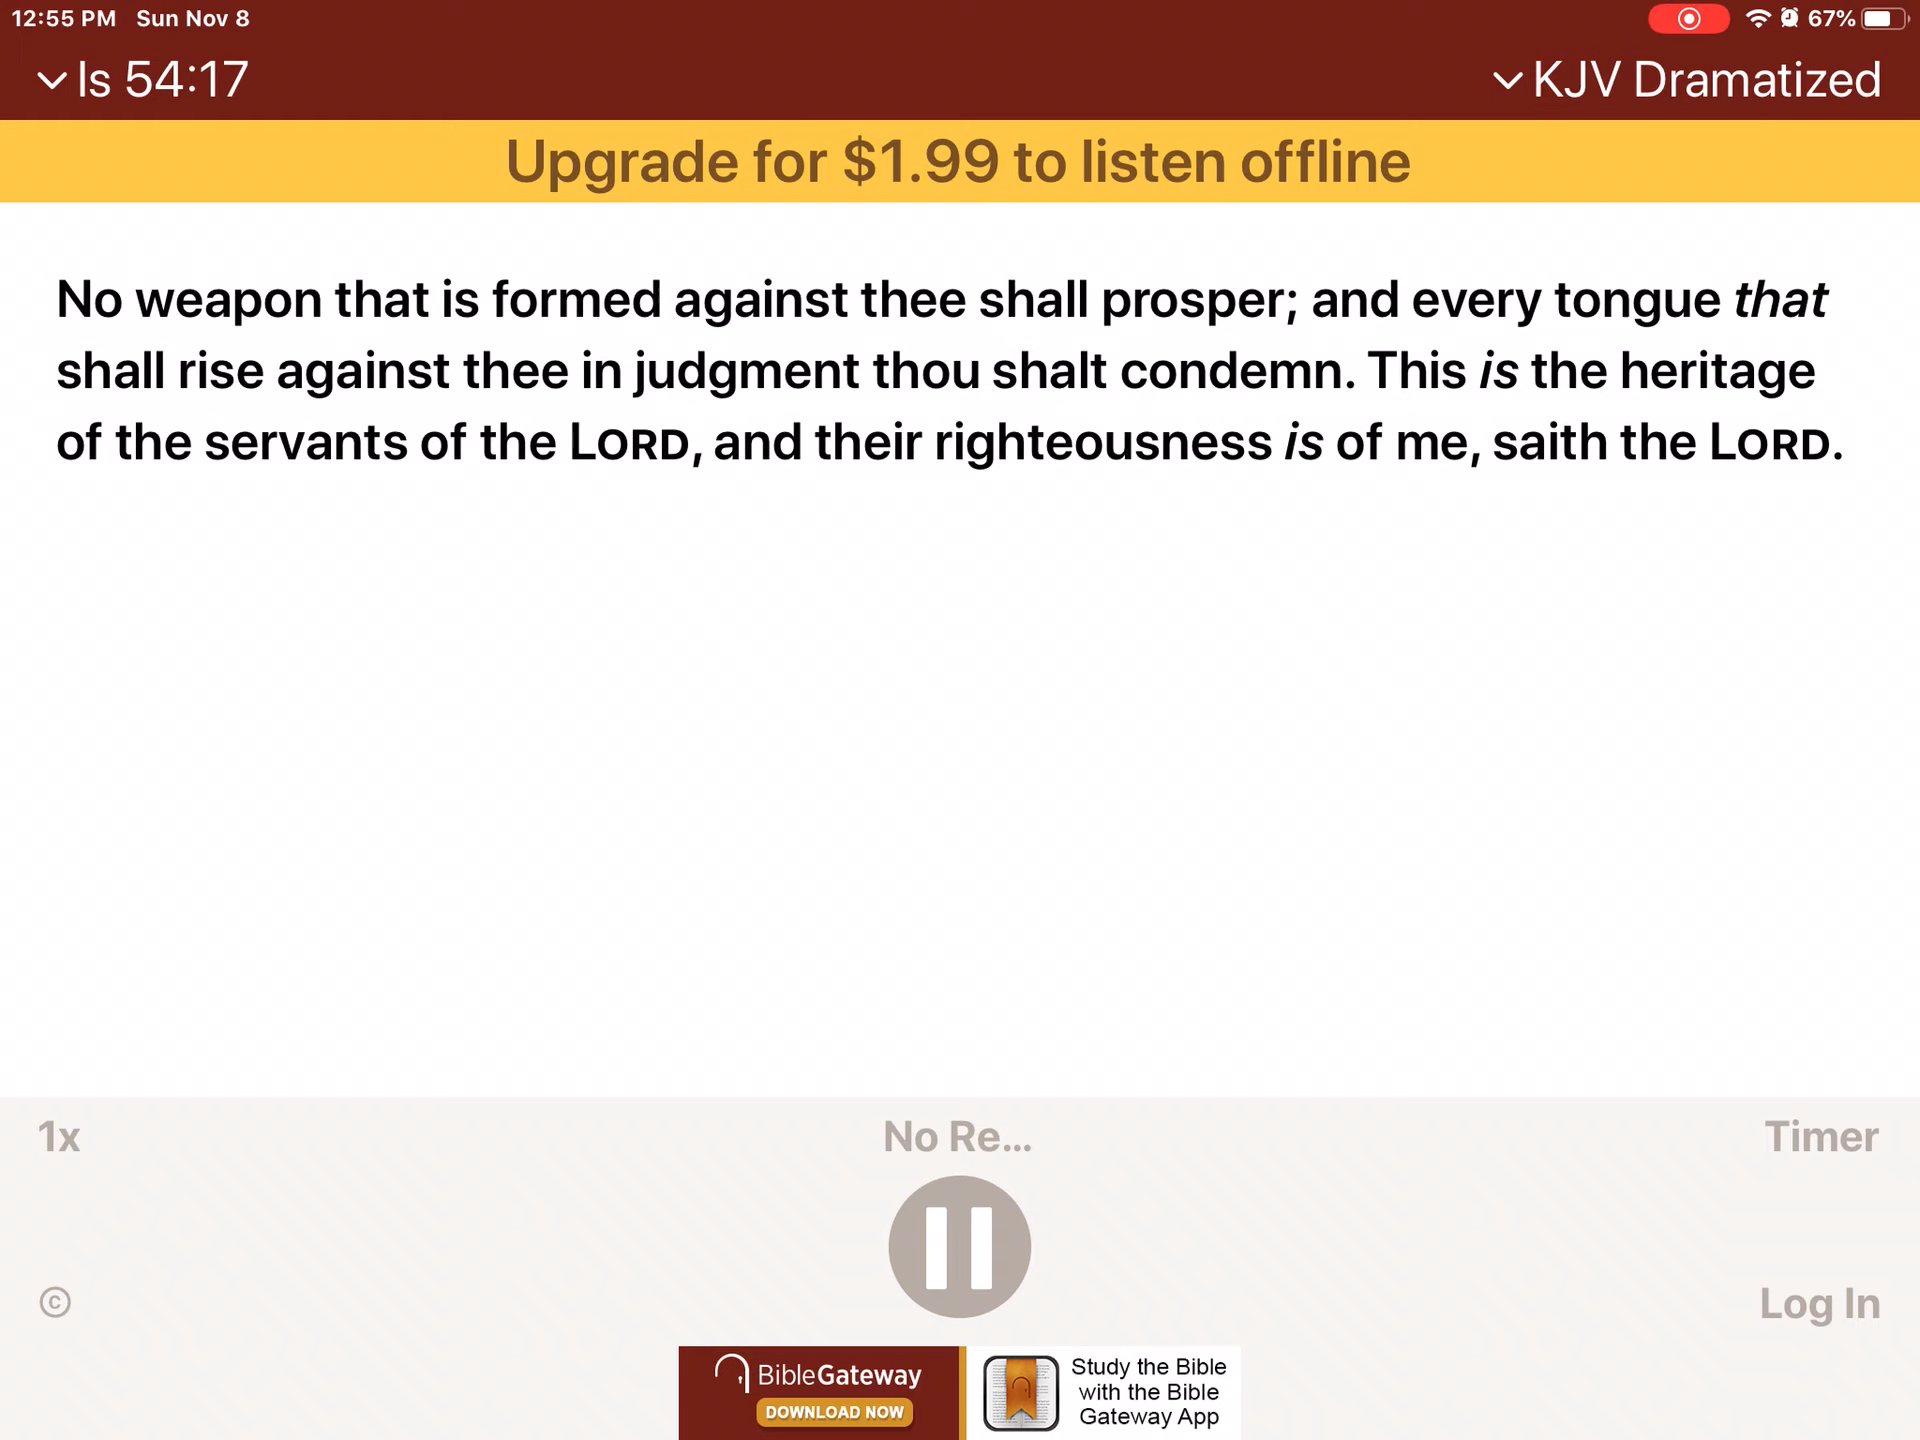 12:55 PM Sun Nov 8
67%
Is 54:17
KJV Dramatized
Upgrade for $1.99 to listen offline
No weapon that is formed against thee shall prosper; and every tongue that
shall rise against thee in judgment thou shalt condemn. This is the heritage
of the servants of the LORD, and their righteousness is of me, saith the LORD.
1x
No Re...
Timer
©
Log In
BibleGateway
DOWNLOAD NOW
Study the Bible
with the Bible
Gateway App